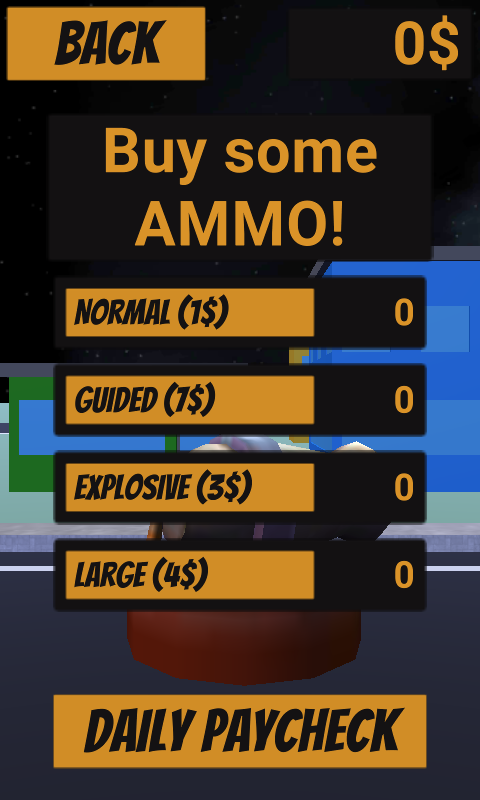 BACK
0$
Buy some
AMMO!
NORMAL (1$)
0
GUIDED (7$)
0
EXPLOSIVE (3$)
0
LARGE (4$)
0
DAILY PAYCHECK